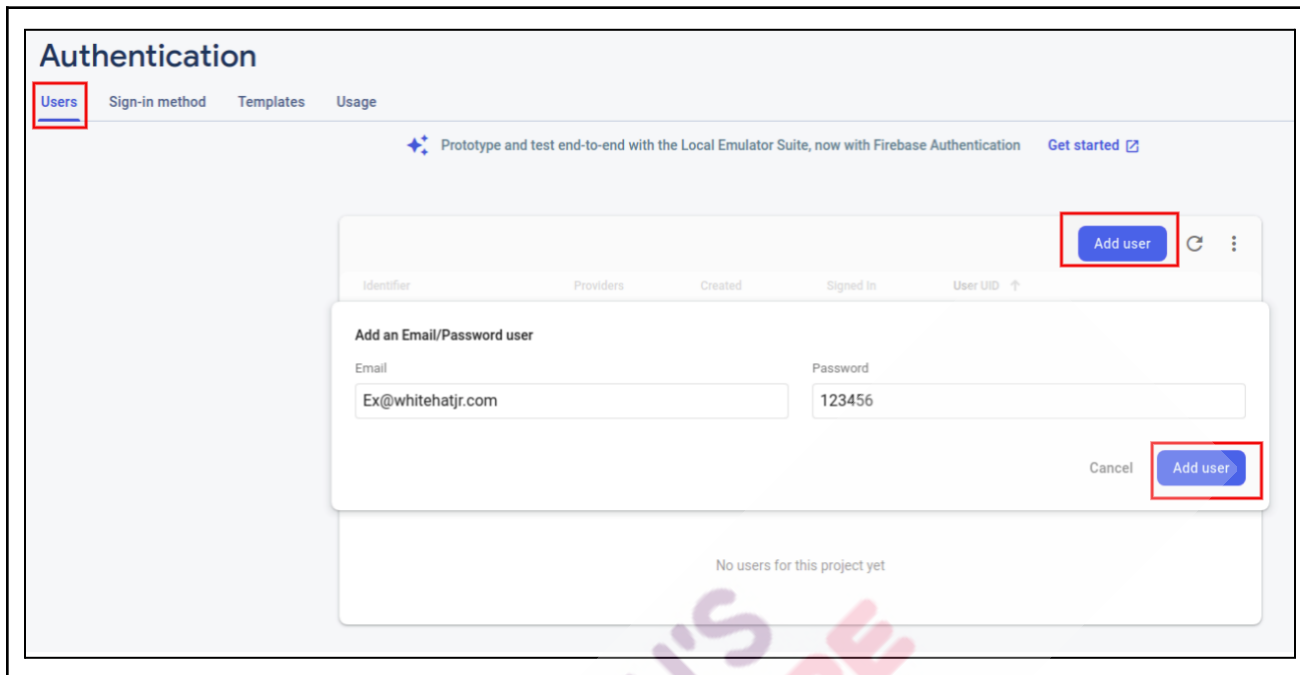 Authentication
Users Sign-in method Templates Usage
Prototype and test end-to-end with the Local Emulator Suite, now with Firebase Authentication Get started
Add user
Identifier Providers Created Signed In User UID
Add an Email/Password user
Email Password
Ex@whitehatjr.com 123456
Cancel Add user
No users for this project yet